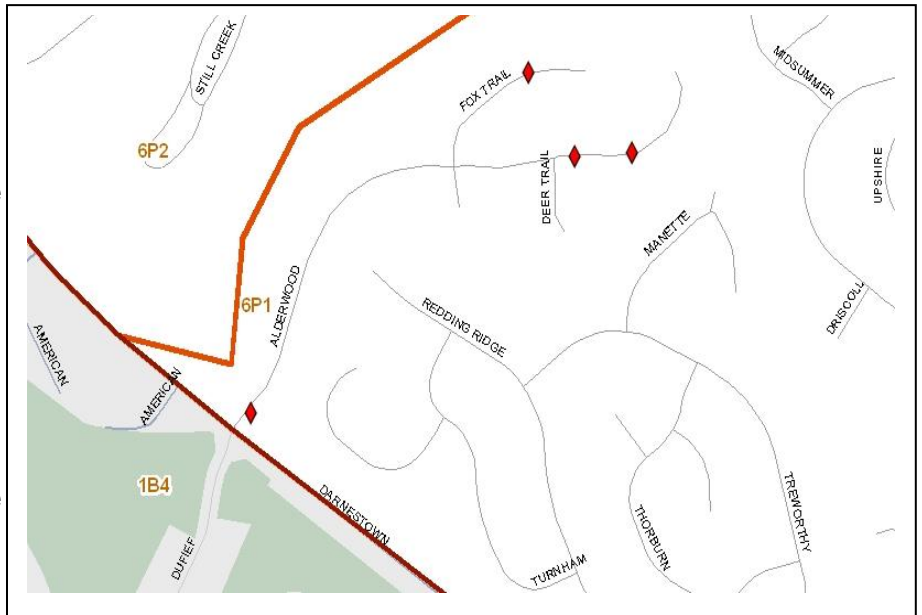 STILL CREEK
MIDSUMMER
FOX TRAIL
6P2
UPSHIRE
DEER TRAIL
MANETTE
6P1
ALDERWOOD
REDDING RIDGE
DRISCOLL
AMERICAN
AMERICAN
1B4
DARNESTOWN
TREWORTHY
THORBURN
DUFIEF
TURNHAM